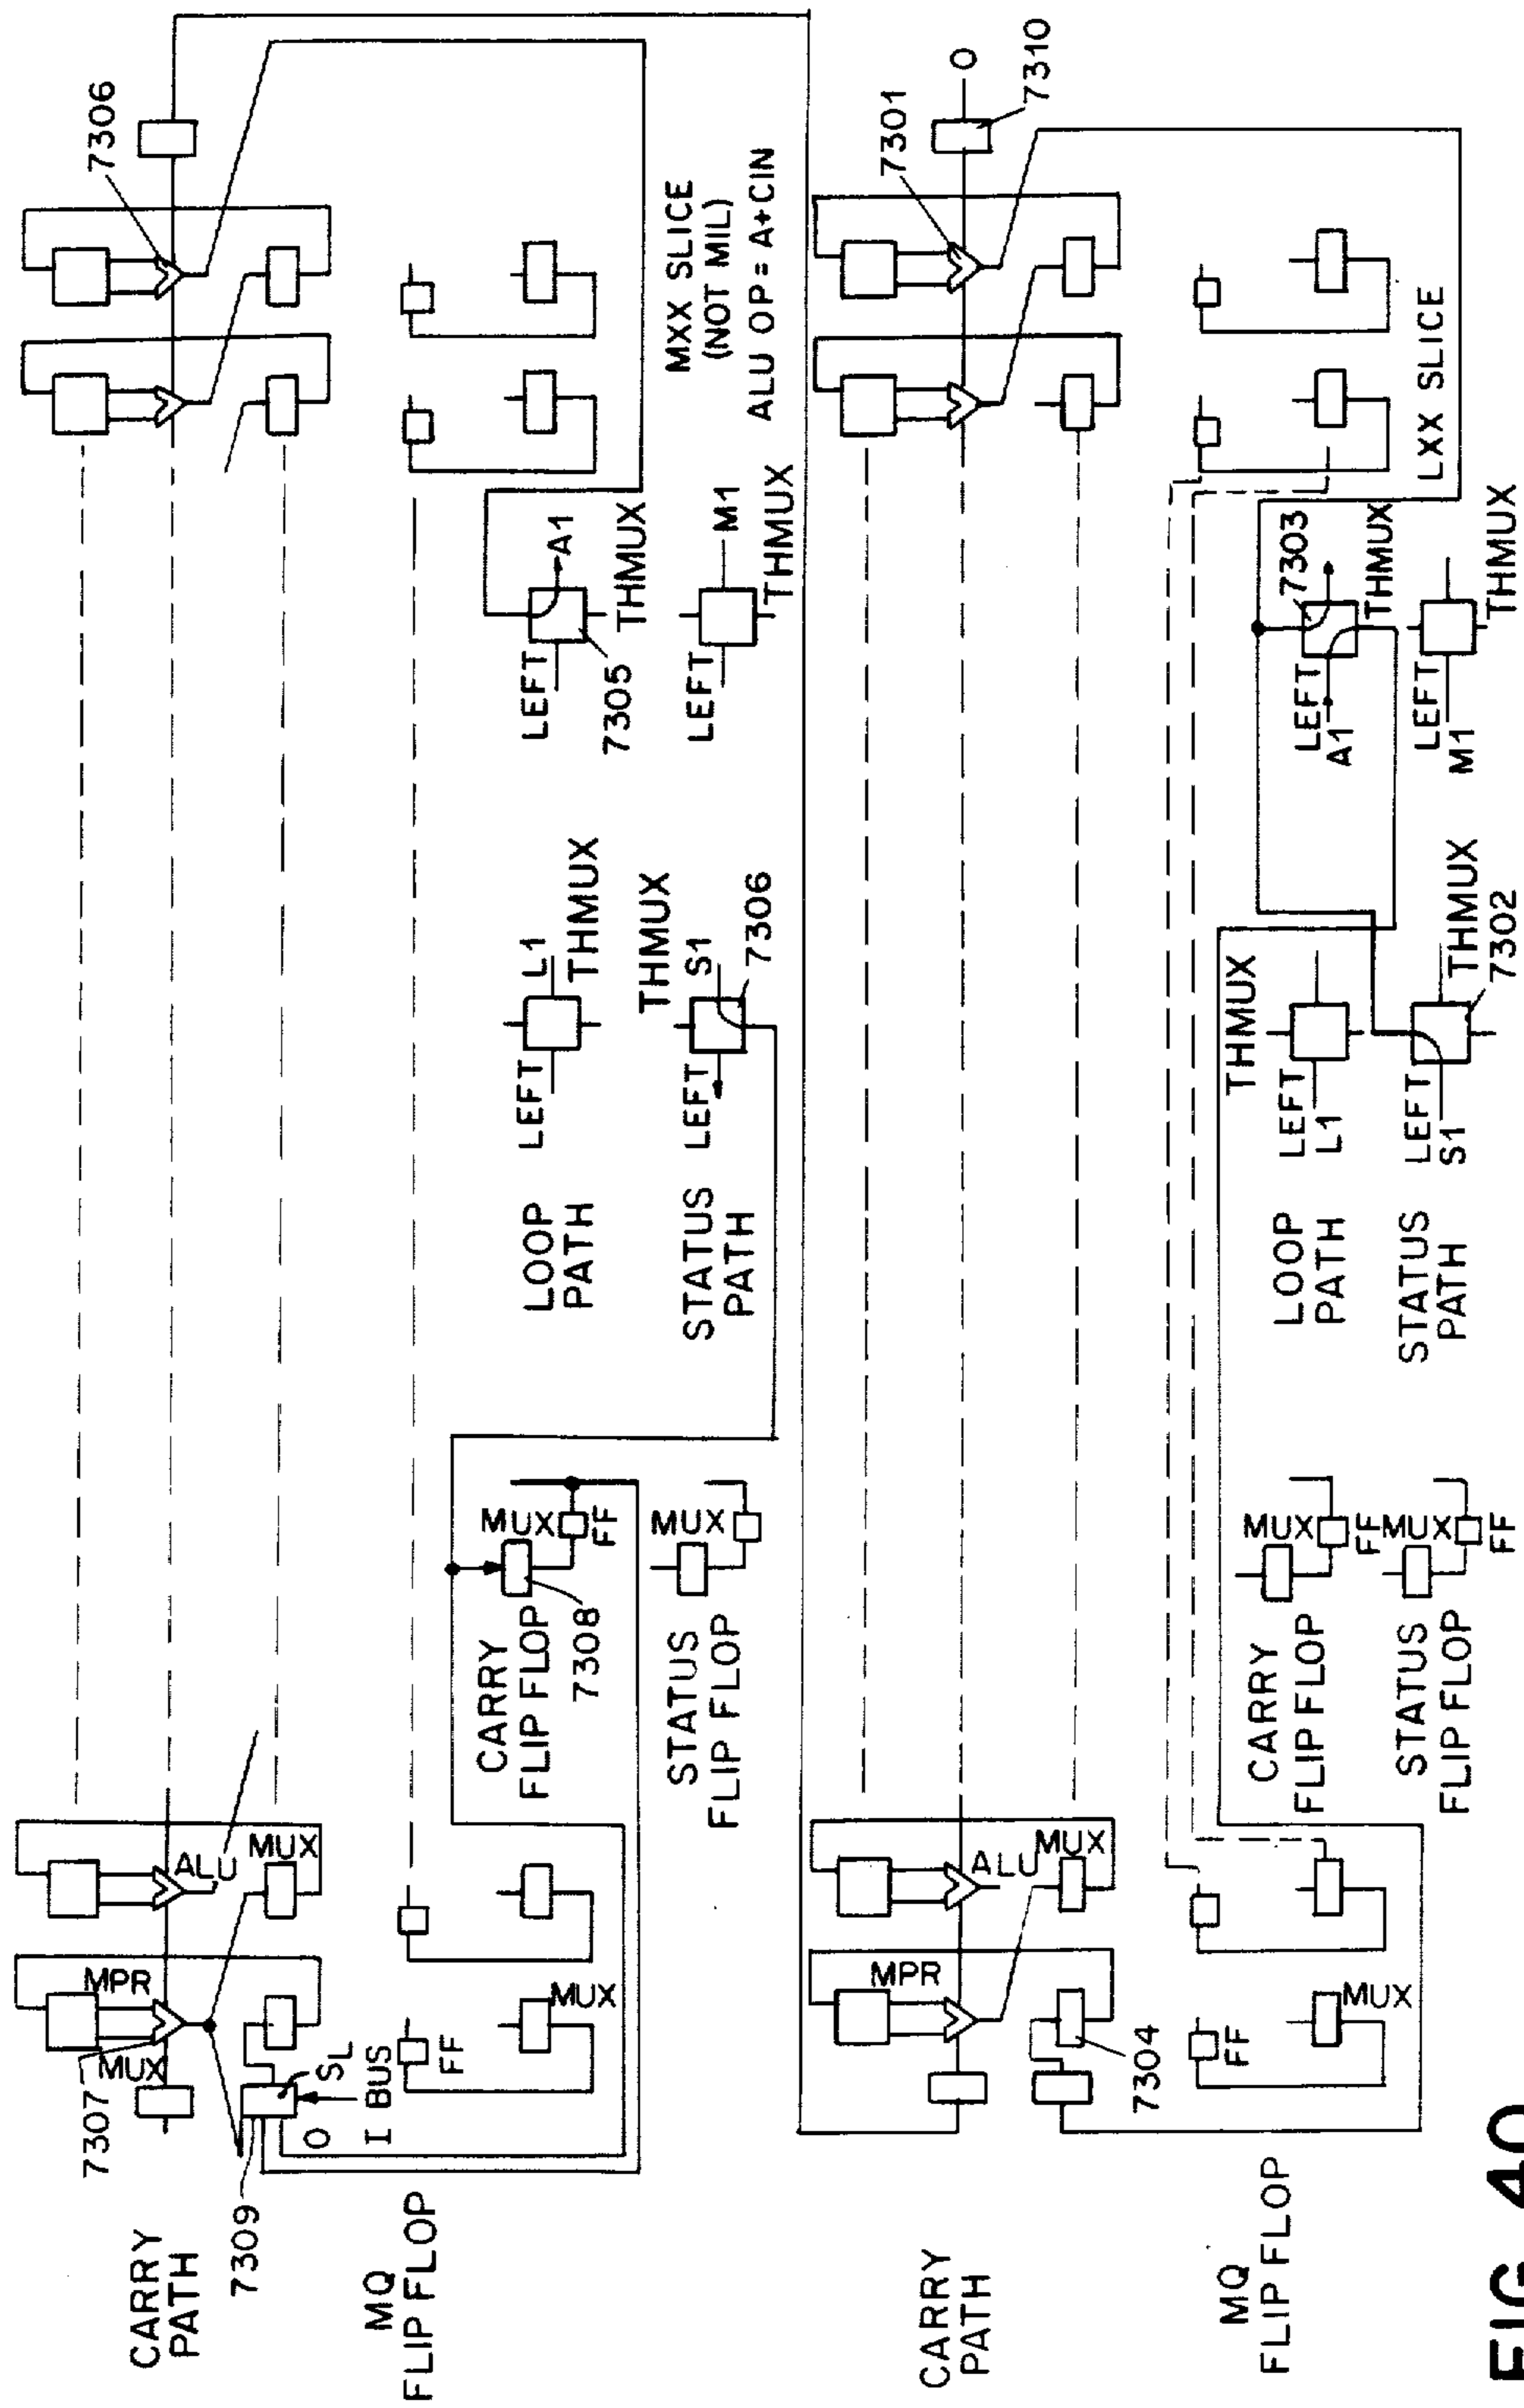 CARRY
PATH
7307
MUX
MPR
ALU
MUX
7306
7309
SL
O
I BUS
MQ
FLIP FLOP
FF
MUX
CARRY
FLIP FLOP
7308
MUX
FF
STATUS
FLIP FLOP
MUX
LOOP
PATH
LEFT
L1
THMUX
STATUS
PATH
LEFT
S1
THMUX
7306
LEFT
A1
THMUX
7305
LEFT
M1
THMUX
MXX SLICE
(NOT MIL)
ALU OP = A+CIN
CARRY
PATH
MPR
ALU
MUX
7304
7301
O
7310
MQ
FLIP FLOP
FF
MUX
CARRY
FLIP FLOP
MUX
FF
STATUS
FLIP FLOP
MUX
FF
LOOP
PATH
LEFT
L1
THMUX
STATUS
PATH
LEFT
S1
THMUX
7302
LEFT
A1
7303
THMUX
LEFT
M1
THMUX
LXX SLICE
FIG. 40